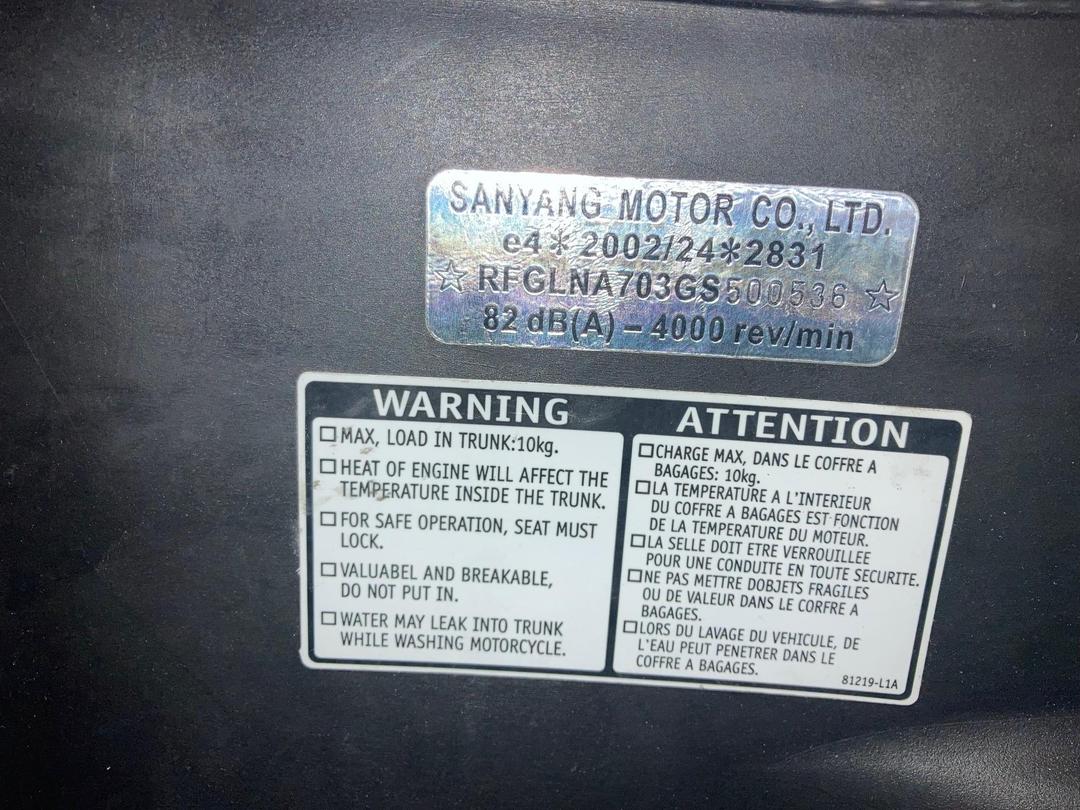 SANYANG MOTOR CO., LTD.
e4 * 2002/24*2831
☆ RFGLNA703GS500536 ☆
82 dB(A) – 4000 rev/min
WARNING
☐ MAX, LOAD IN TRUNK:10kg.
☐ HEAT OF ENGINE WILL AFFECT THE
TEMPERATURE INSIDE THE TRUNK.
☐ FOR SAFE OPERATION, SEAT MUST
LOCK.
☐ VALUABEL AND BREAKABLE,
DO NOT PUT IN.
☐ WATER MAY LEAK INTO TRUNK
WHILE WASHING MOTORCYCLE.
ATTENTION
☐CHARGE MAX, DANS LE COFFRE A
BAGAGES: 10kg.
☐LA TEMPERATURE A L'INTERIEUR
DU COFFRE A BAGAGES EST FONCTION
DE LA TEMPERATURE DU MOTEUR.
☐LA SELLE DOIT ETRE VERROUILLEE
POUR UNE CONDUITE EN TOUTE SECURITE.
☐NE PAS METTRE DOBJETS FRAGILES
OU DE VALEUR DANS LE CORFRE A
BAGAGES.
☐LORS DU LAVAGE DU VEHICULE, DE
L'EAU PEUT PENETRER DANS LE
COFFRE A BAGAGES.
81219-L1A